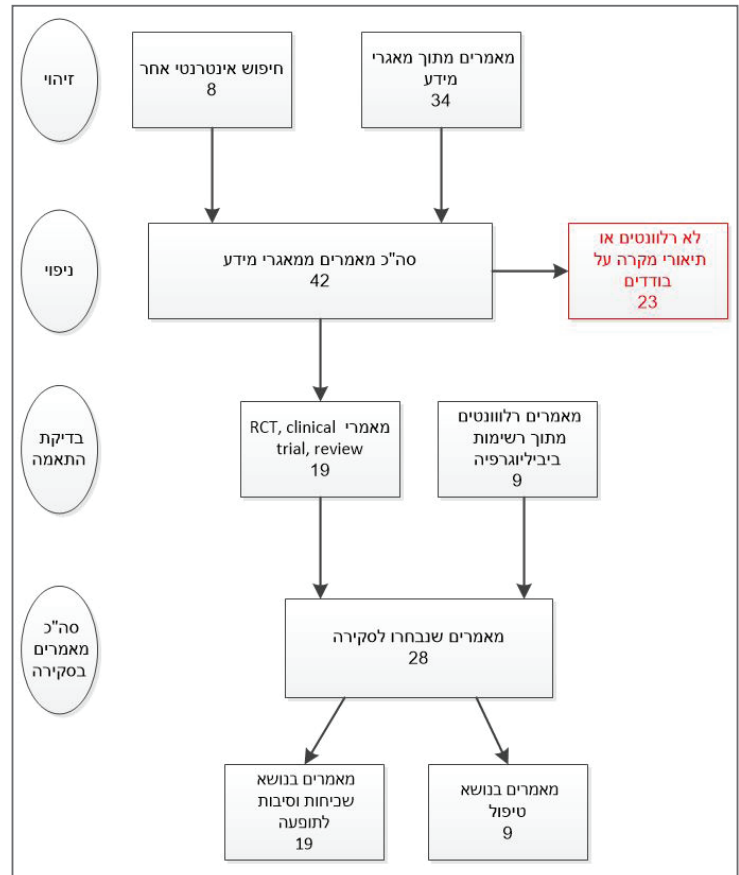 זיהוי
מאמרים מתוך מאגרי
מידע
34
חיפוש אינטרנטי אחר
8
ניפוי
סה"כ מאמרים ממאגרי מידע
42
לא רלוונטים או
תיאורי מקרה על
בודדים
23
בדיקת
התאמה
מאמרי RCT, clinical
trial, review
19
מאמרים רלווונטים
מתוך רשימות
ביביליוגרפיה
9
סה"כ
מאמרים
בסקירה
מאמרים שנבחרו לסקירה
28
מאמרים בנושא
שכיחות וסיבות
לתופעה
19
מאמרים בנושא
טיפול
9